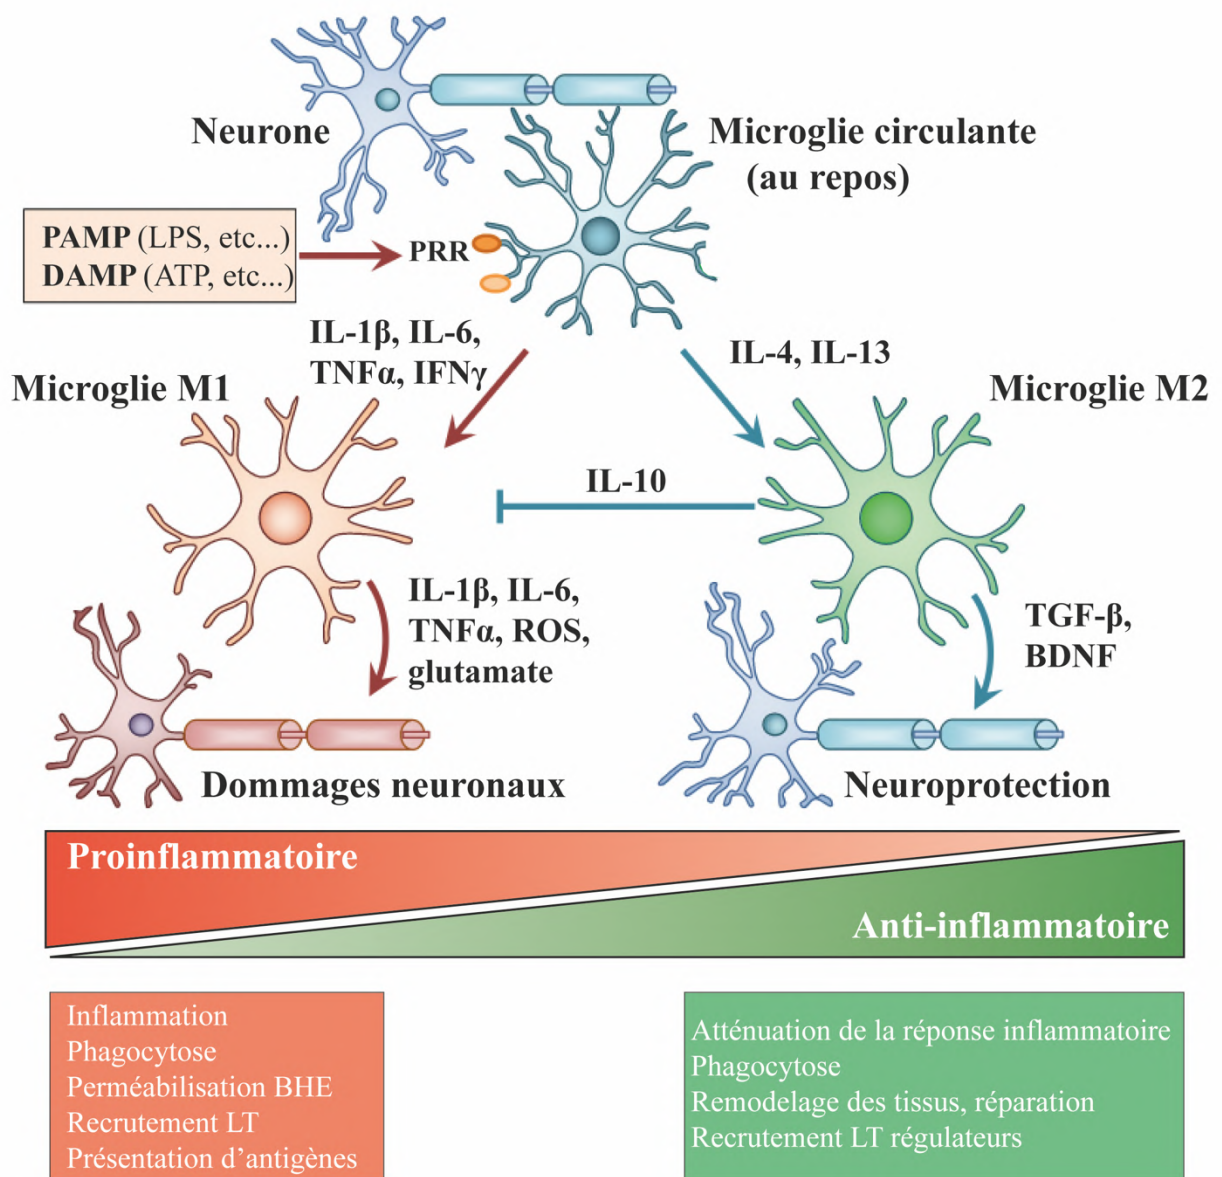 Neurone
Microglie circulante
(au repos)
PAMP (LPS, etc...)
DAMP (ATP, etc...)
PRR
IL-1β, IL-6,
TNFα, IFNγ
IL-4, IL-13
Microglie M1
Microglie M2
IL-10
IL-1β, IL-6,
TNFα, ROS,
glutamate
TGF-β,
BDNF
Dommages neuronaux
Neuroprotection
Proinflammatoire
Anti-inflammatoire
Inflammation
Phagocytose
Perméabilisation BHE
Recrutement LT
Présentation d’antigènes
Atténuation de la réponse inflammatoire
Phagocytose
Remodelage des tissus, réparation
Recrutement LT régulateurs